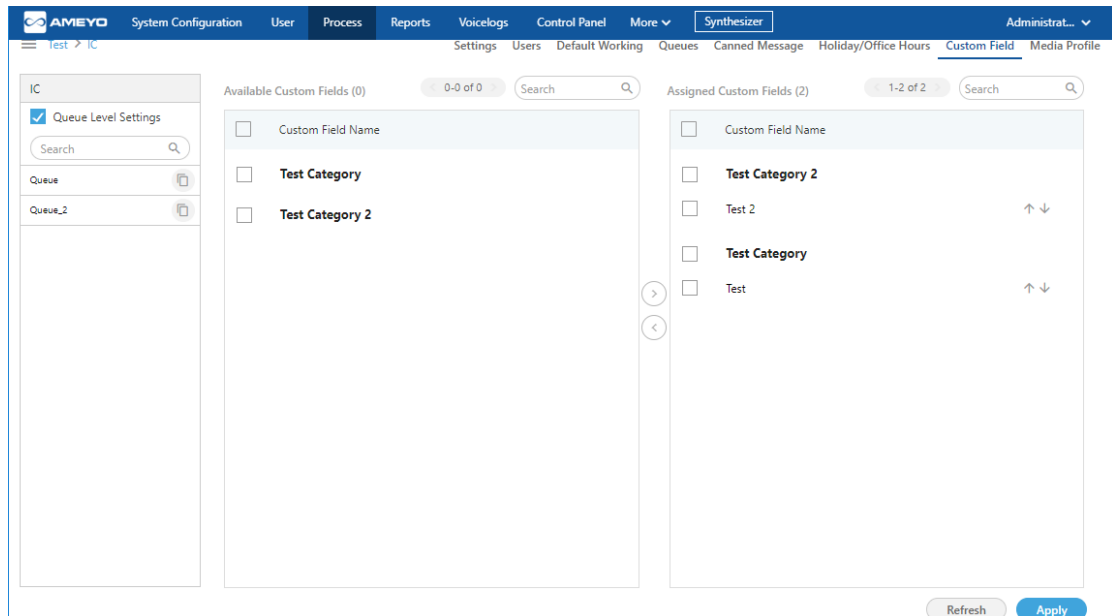 AMEYO System Configuration User Process Reports Voicelogs Control Panel More Synthesizer Administrat...
Test > IC Settings Users Default Working Queues Canned Message Holiday/Office Hours Custom Field Media Profile
IC
Queue Level Settings
Search
Queue
Queue_2
Available Custom Fields (0) 0-0 of 0 Search
Custom Field Name
Test Category
Test Category 2
Assigned Custom Fields (2) 1-2 of 2 Search
Custom Field Name
Test Category 2
Test 2
Test Category
Test
Refresh Apply